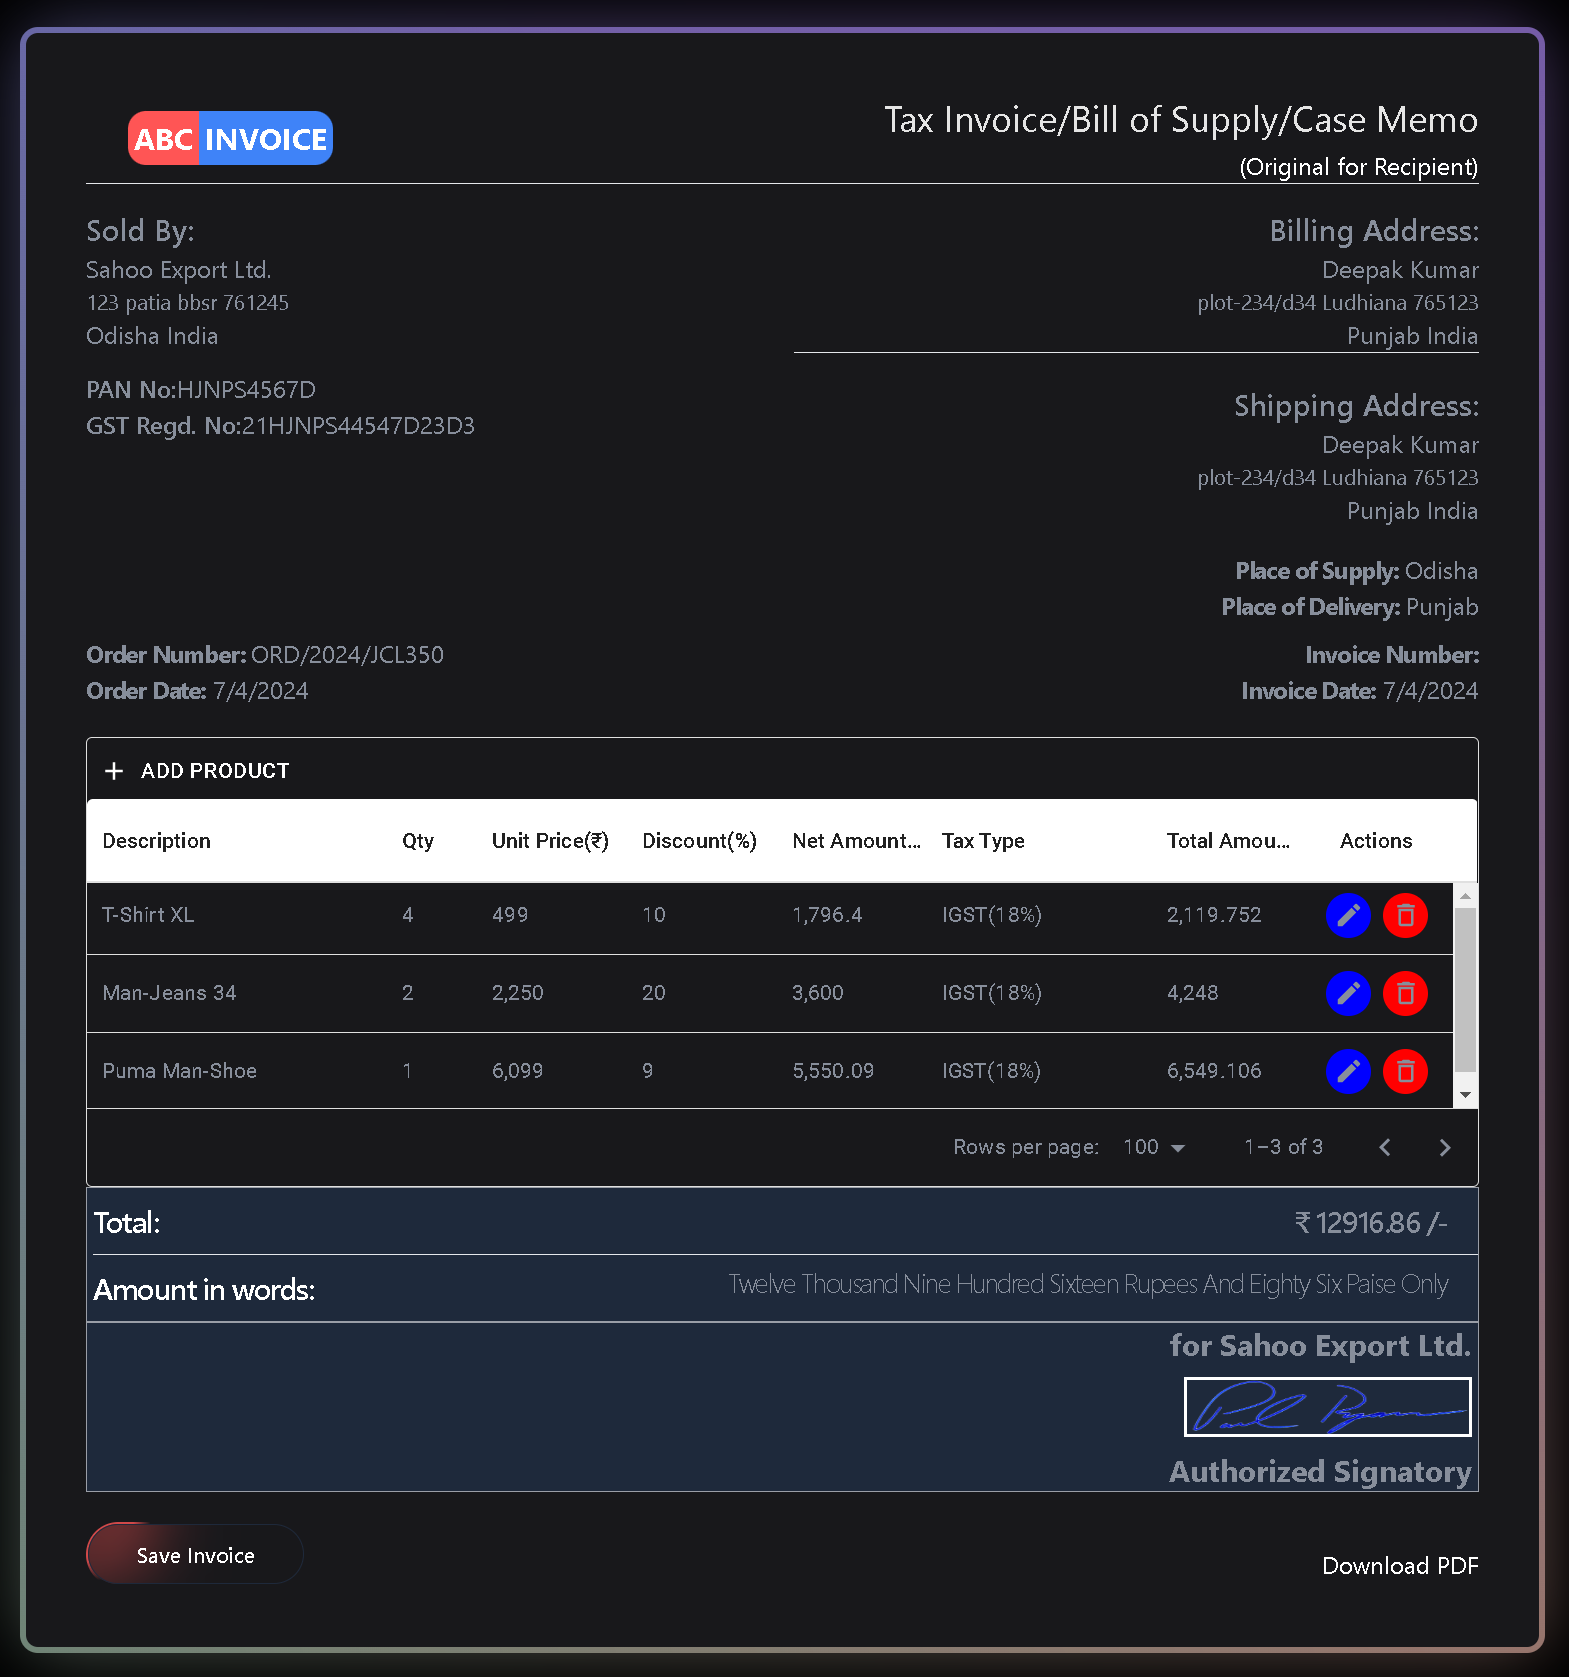 ABC INVOICE
Tax Invoice/Bill of Supply/Case Memo
(Original for Recipient)
Sold By:
Sahoo Export Ltd.
123 patia bbsr 761245
Odisha India
PAN No:HJNPS4567D
GST Regd. No:21HJNPS44547D23D3
Billing Address:
Deepak Kumar
plot-234/d34 Ludhiana 765123
Punjab India
Shipping Address:
Deepak Kumar
plot-234/d34 Ludhiana 765123
Punjab India
Place of Supply: Odisha
Place of Delivery: Punjab
Order Number: ORD/2024/JCL350
Order Date: 7/4/2024
Invoice Number:
Invoice Date: 7/4/2024
ADD PRODUCT
Description Qty Unit Price(₹) Discount(%) Net Amount... Tax Type Total Amou... Actions
T-Shirt XL 4 499 10 1,796.4 IGST(18%) 2,119.752
Man-Jeans 34 2 2,250 20 3,600 IGST(18%) 4,248
Puma Man-Shoe 1 6,099 9 5,550.09 IGST(18%) 6,549.106
Rows per page: 100 1–3 of 3
Total: ₹ 12916.86 /-
Amount in words: Twelve Thousand Nine Hundred Sixteen Rupees And Eighty Six Paise Only
for Sahoo Export Ltd.
Authorized Signatory
Save Invoice
Download PDF